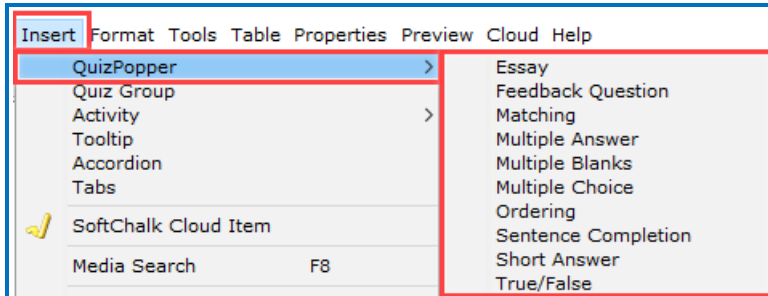 Insert Format Tools Table Properties Preview Cloud Help
QuizPopper >
Quiz Group
Activity >
Tooltip
Accordion
Tabs
SoftChalk Cloud Item
Media Search F8
Essay
Feedback Question
Matching
Multiple Answer
Multiple Blanks
Multiple Choice
Ordering
Sentence Completion
Short Answer
True/False